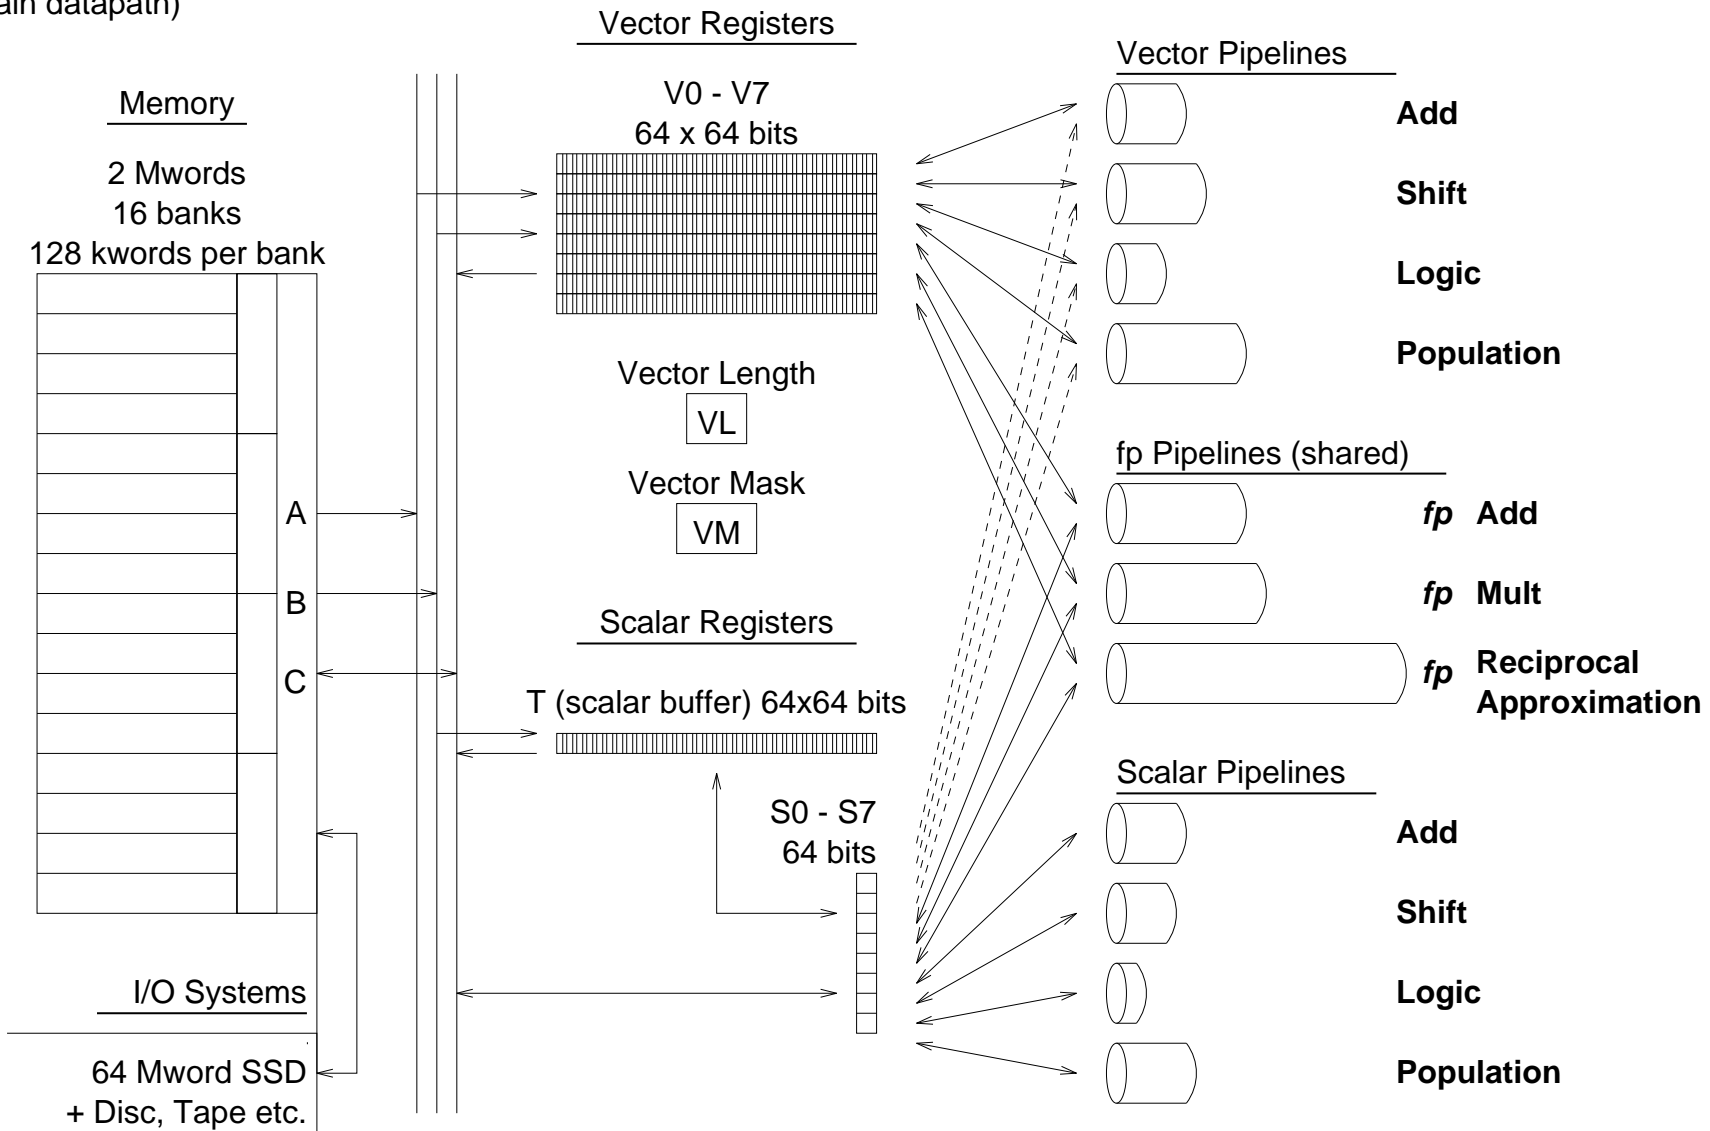 ain datapath)
Memory
2 Mwords
16 banks
128 kwords per bank
A
B
C
I/O Systems
64 Mword SSD
+ Disc, Tape etc.
Vector Registers
V0 - V7
64 x 64 bits
Vector Length
VL
Vector Mask
VM
Scalar Registers
T (scalar buffer) 64x64 bits
S0 - S7
64 bits
Vector Pipelines
Add
Shift
Logic
Population
fp Pipelines (shared)
fp Add
fp Mult
fp Reciprocal
Approximation
Scalar Pipelines
Add
Shift
Logic
Population